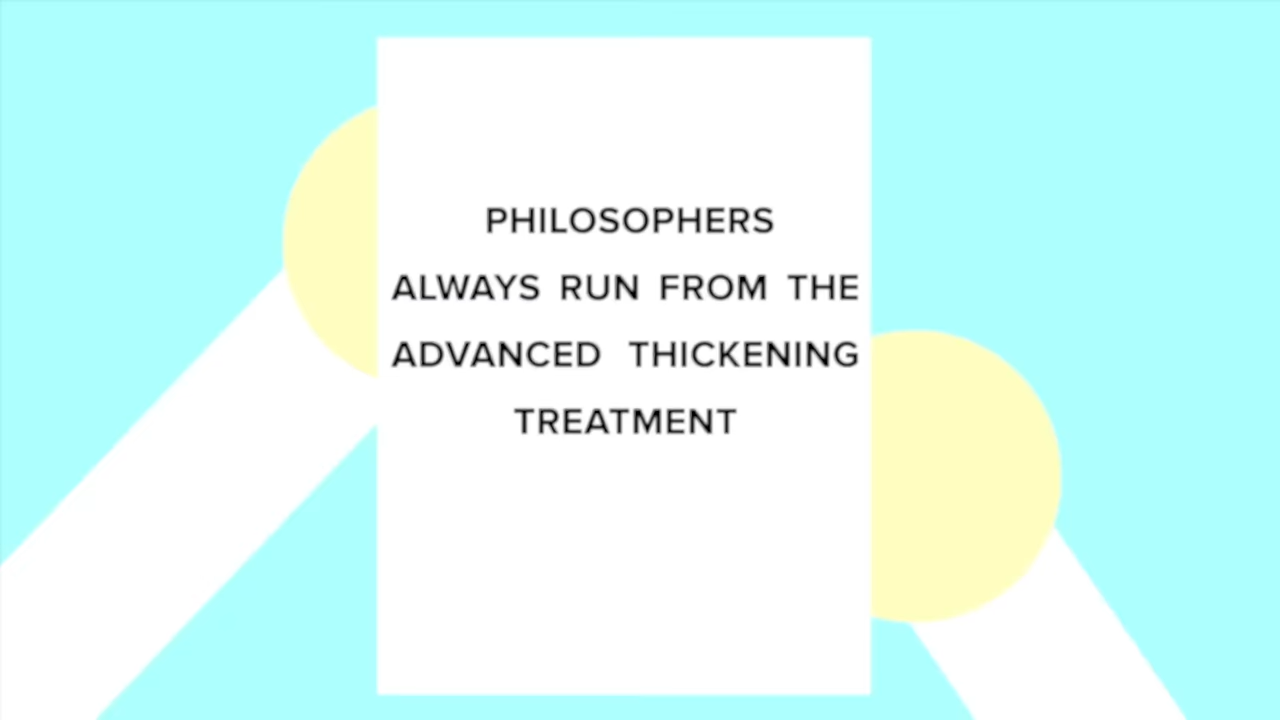 PHILOSOPHERS
ALWAYS RUN FROM THE
ADVANCED THICKENING
TREATMENT